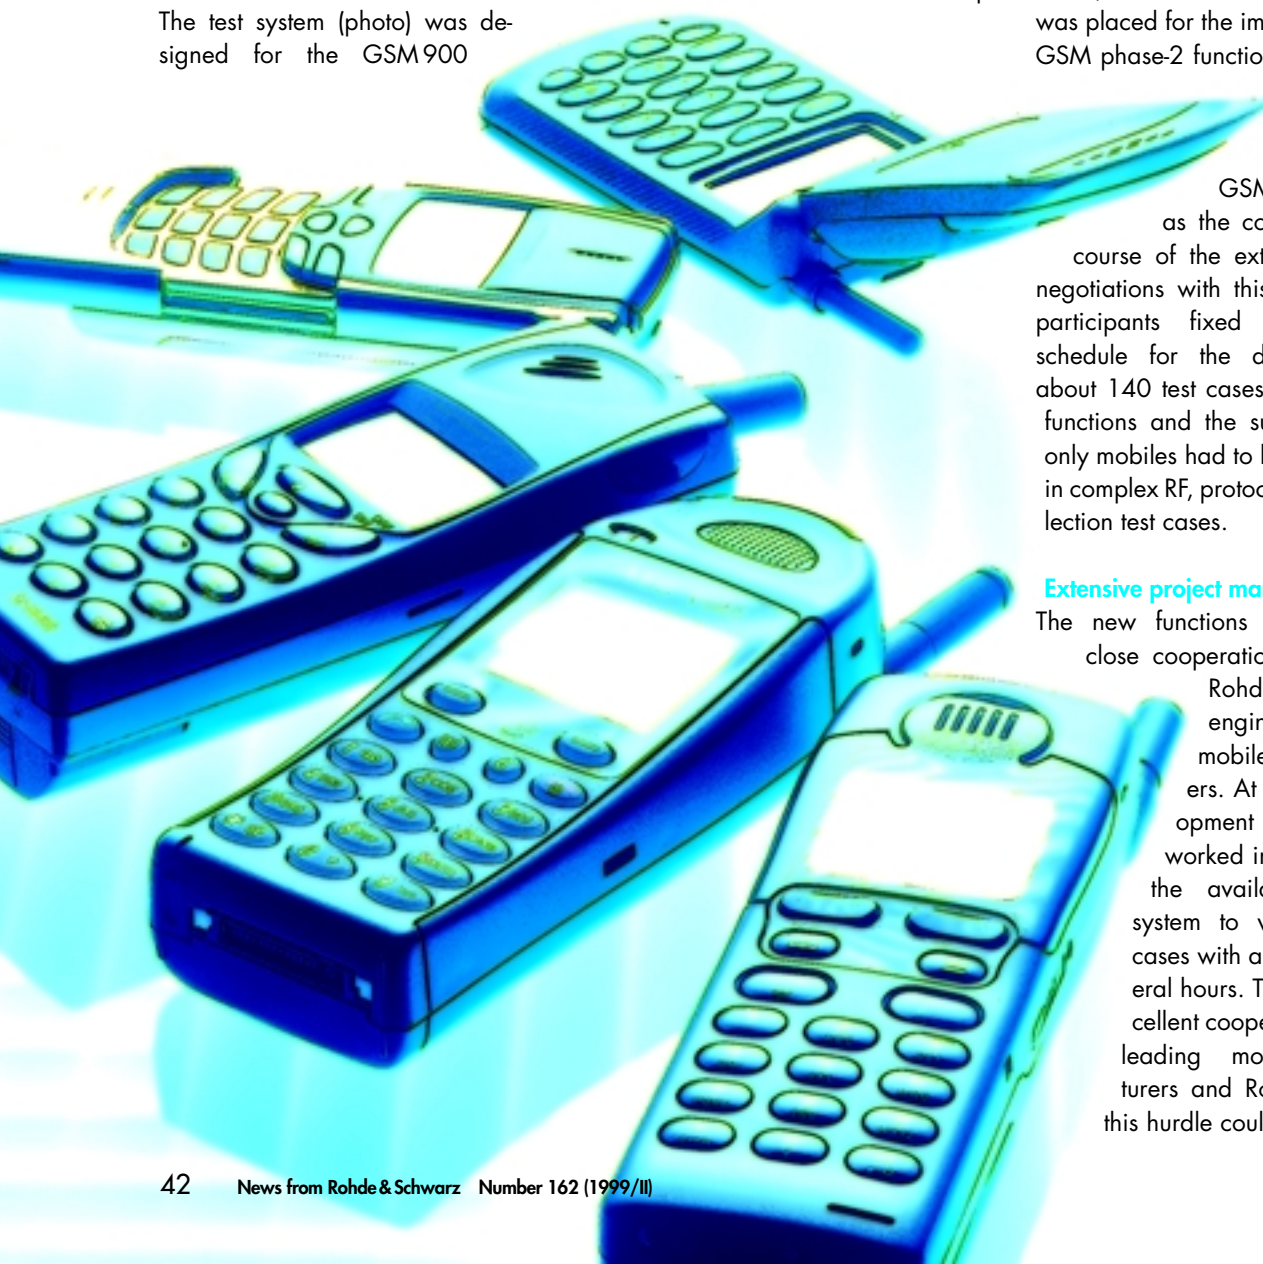 The test system (photo) was de-
signed for the GSM 900
was placed for the im
GSM phase-2 functio
GSM
as the co
course of the ext
negotiations with this
participants fixed
schedule for the d
about 140 test cases
functions and the su
only mobiles had to
in complex RF, protoc
lection test cases.
Extensive project ma
The new functions
close cooperatio
Rohd
engin
mobile
ers. At
opment
worked in
the availa
system to v
cases with a
eral hours. T
cellent coope
leading mo
turers and Ro
this hurdle coul
42 News from Rohde & Schwarz Number 162 (1999/II)